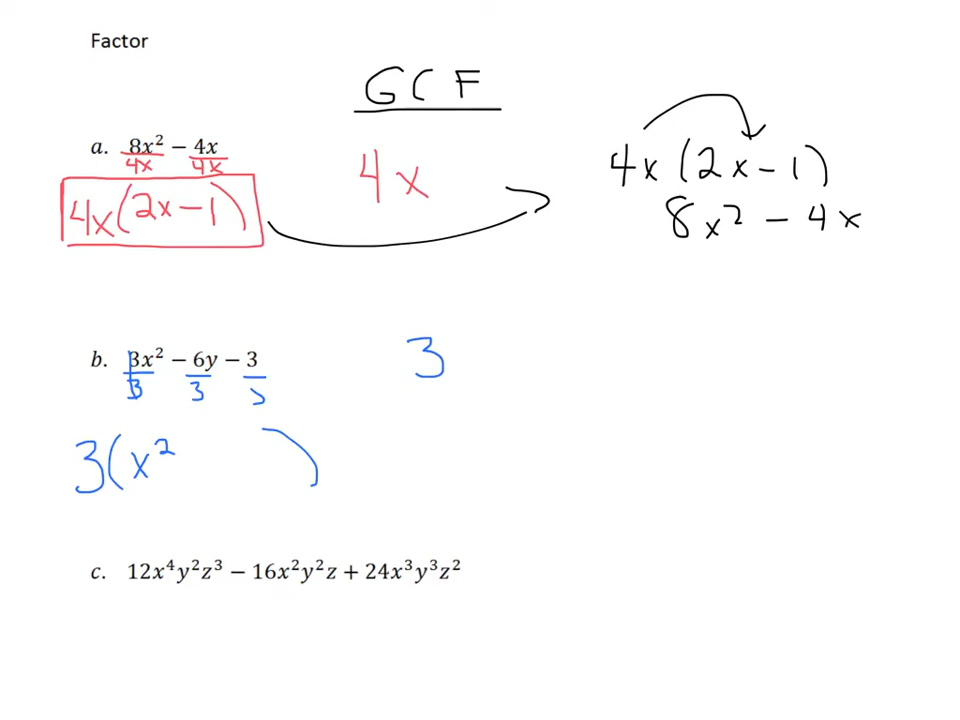 Factor
GCF
a. 8x² − 4x
4x 4x
4x(2x − 1)
4x
4x(2x − 1)
8x² − 4x
b. 3x² − 6y − 3
3 3 3
3
3(x² )
c. 12x⁴y²z³ − 16x²y²z + 24x³y³z²